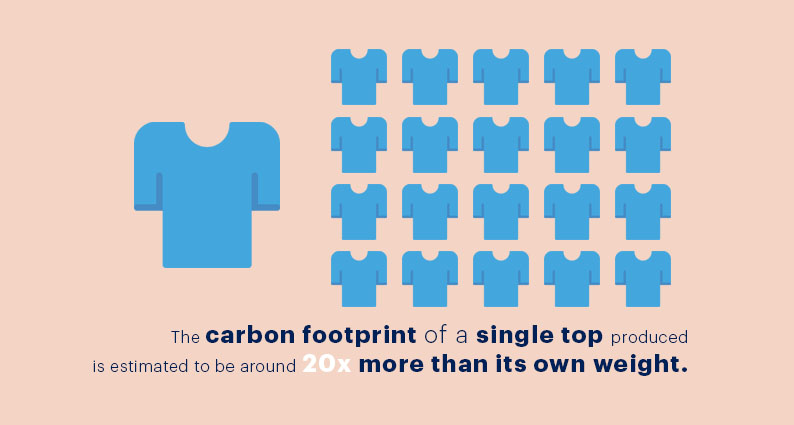 The carbon footprint of a single top produced
is estimated to be around 20x more than its own weight.